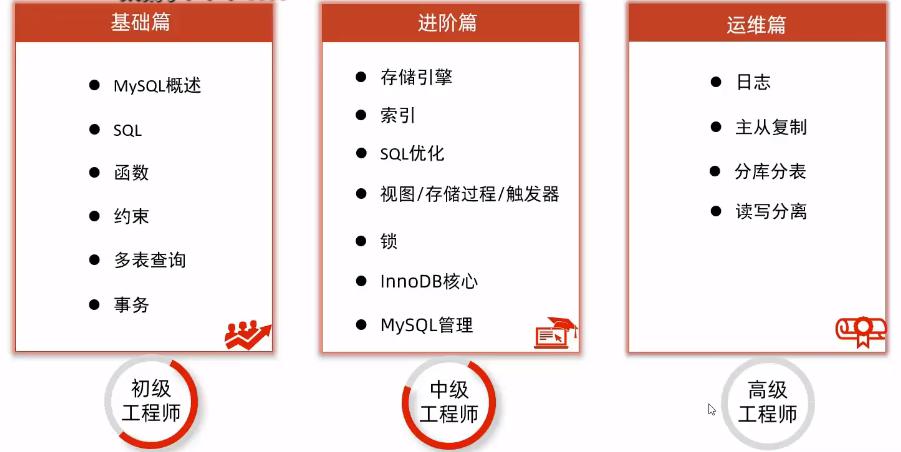 基础篇
MySQL概述
SQL
函数
约束
多表查询
事务
初级
工程师
进阶篇
存储引擎
索引
SQL优化
视图/存储过程/触发器
锁
InnoDB核心
MySQL管理
中级
工程师
运维篇
日志
主从复制
分库分表
读写分离
高级
工程师